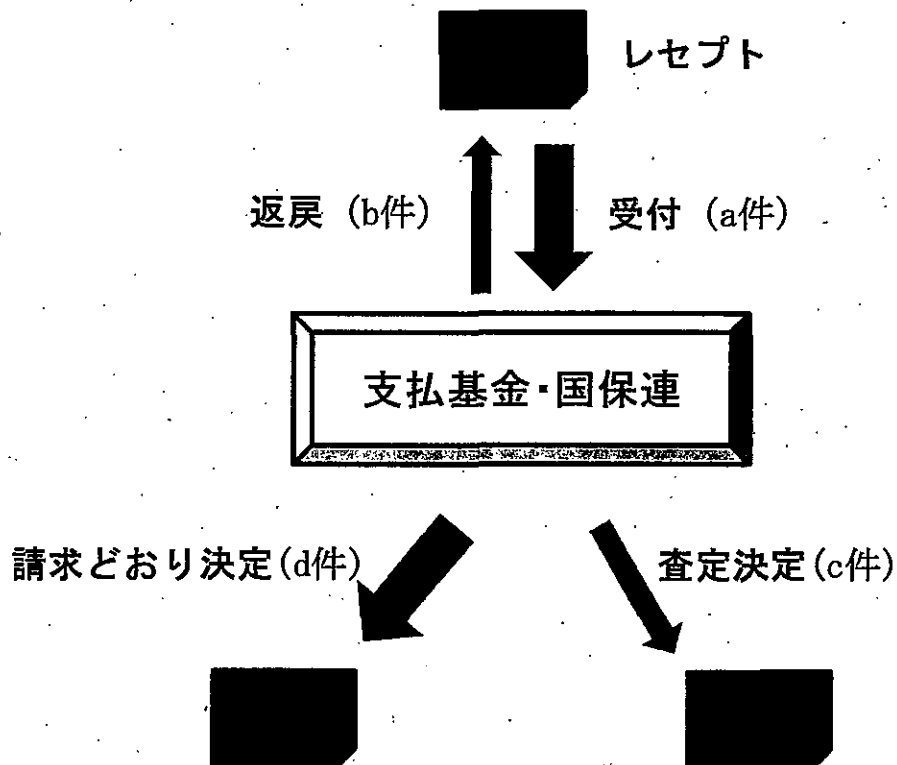 レセプト
返戻 (b件)
受付 (a件)
支払基金・国保連
請求どおり決定(d件)
査定決定(c件)